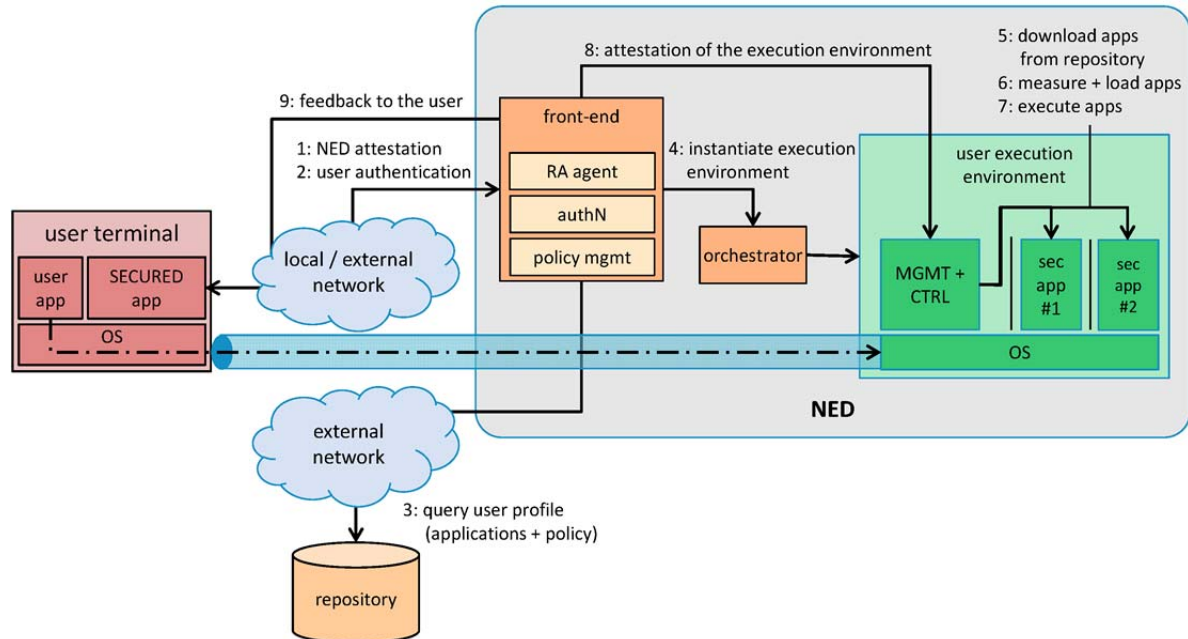 8: attestation of the execution environment
5: download apps
from repository
6: measure + load apps
7: execute apps
9: feedback to the user
front-end
1: NED attestation
2: user authentication
RA agent
authN
policy mgmt
4: instantiate execution
environment
orchestrator
user execution
environment
MGMT +
CTRL
sec
app
#1
sec
app
#2
OS
NED
user terminal
user
app
SECURED
app
OS
local / external
network
external
network
3: query user profile
(applications + policy)
repository